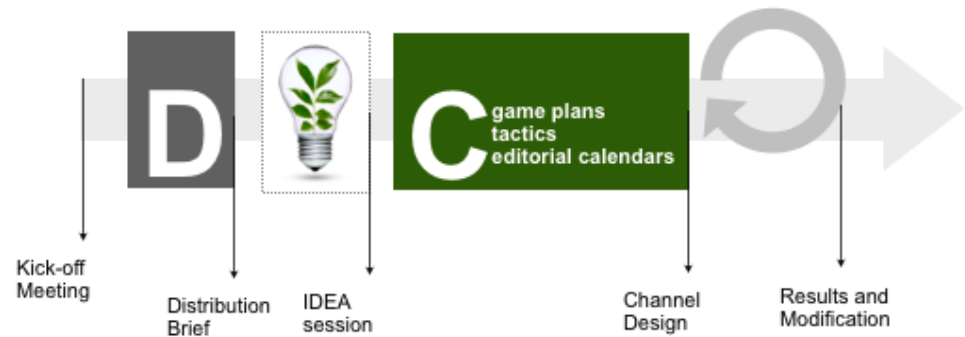 D
C
game plans
tactics
editorial calendars
Kick-off
Meeting
Distribution
Brief
IDEA
session
Channel
Design
Results and
Modification